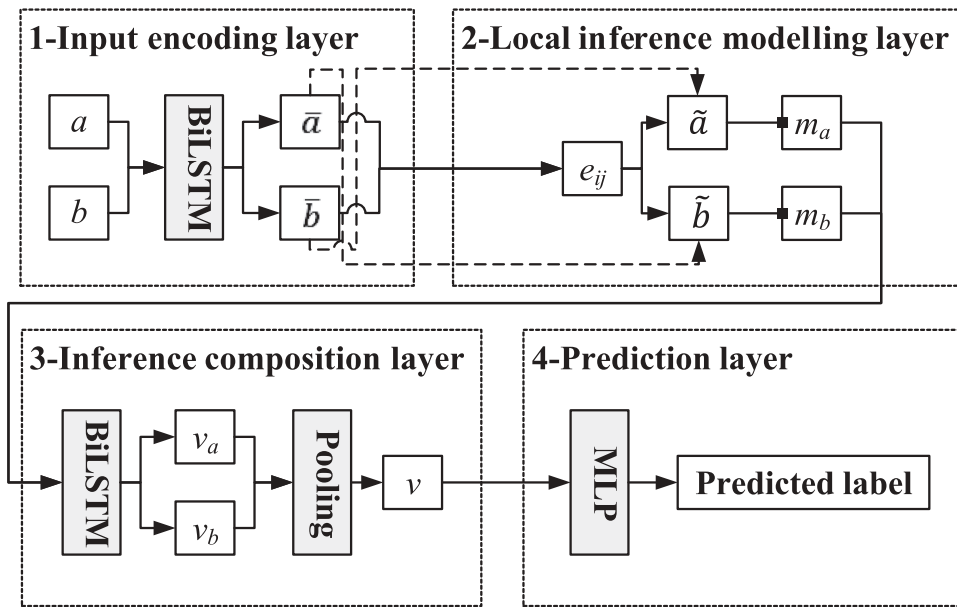 1-Input encoding layer
a
b
BiLSTM
a̅
b̅
2-Local inference modelling layer
e_ij
ã
b̃
m_a
m_b
3-Inference composition layer
BiLSTM
v_a
v_b
Pooling
v
4-Prediction layer
MLP
Predicted label